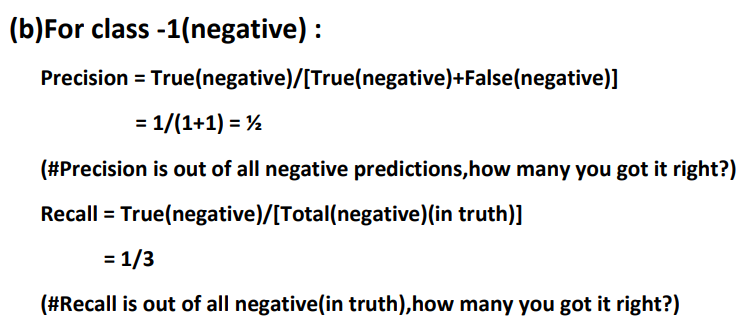 (b)For class -1(negative) :
Precision = True(negative)/[True(negative)+False(negative)]
= 1/(1+1) = ½
(#Precision is out of all negative predictions,how many you got it right?)
Recall = True(negative)/[Total(negative)(in truth)]
= 1/3
(#Recall is out of all negative(in truth),how many you got it right?)